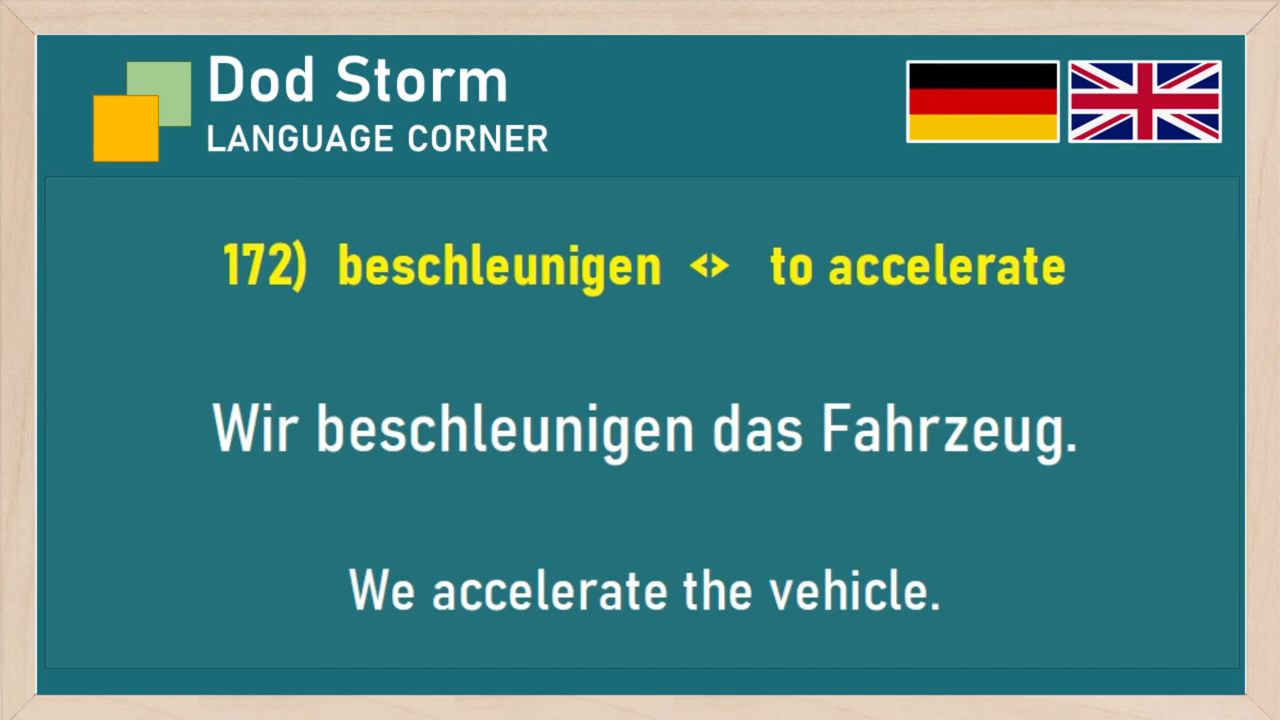 Dod Storm
LANGUAGE CORNER
172) beschleunigen <> to accelerate
Wir beschleunigen das Fahrzeug.
We accelerate the vehicle.